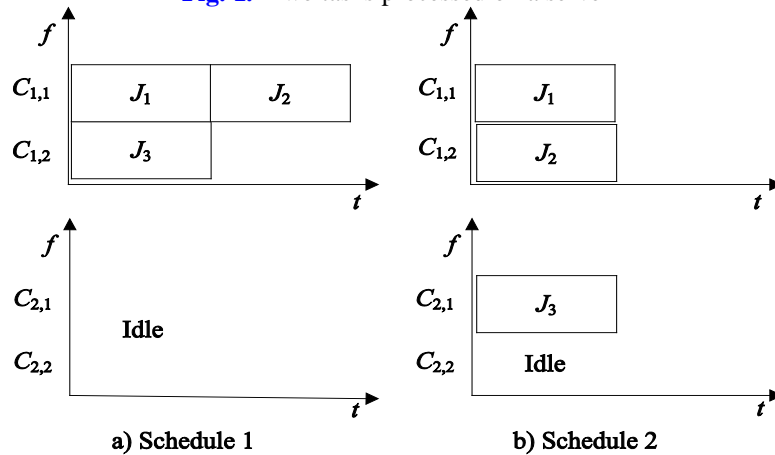 f
C1,1 J1 J2
C1,2 J3
t
f
C1,1 J1
C1,2 J2
t
f
C2,1
Idle
C2,2
t
a) Schedule 1
f
C2,1 J3
C2,2 Idle
t
b) Schedule 2